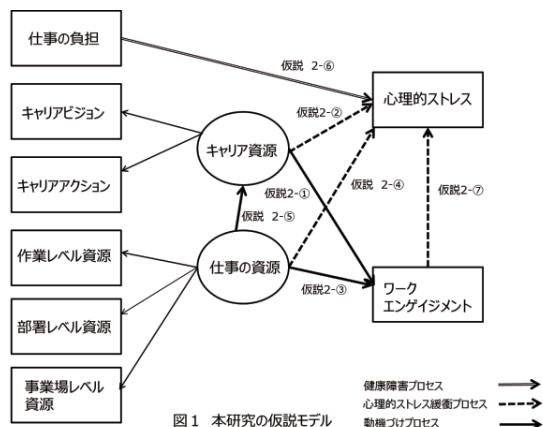 仕事の負担
仮説 2-⑥
心理的ストレス
キャリアビジョン
仮説2-②
キャリア資源
キャリアアクション
仮説2-①
仮説 2-④
仮説2-⑦
仮説 2-⑤
作業レベル資源
仕事の資源
仮説2-③
ワーク
エンゲイジメント
部署レベル資源
事業場レベル
資源
健康障害プロセス
心理的ストレス緩衝プロセス
動機づけプロセス
図1 本研究の仮説モデル